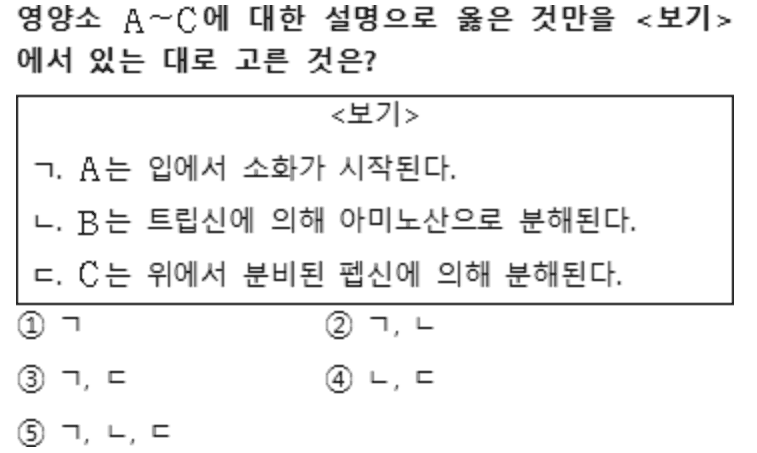 영양소 A~C에 대한 설명으로 옳은 것만을 <보기>
에서 있는 대로 고른 것은?
<보기>
ㄱ. A는 입에서 소화가 시작된다.
ㄴ. B는 트립신에 의해 아미노산으로 분해된다.
ㄷ. C는 위에서 분비된 펩신에 의해 분해된다.
① ㄱ ② ㄱ, ㄴ
③ ㄱ, ㄷ ④ ㄴ, ㄷ
⑤ ㄱ, ㄴ, ㄷ